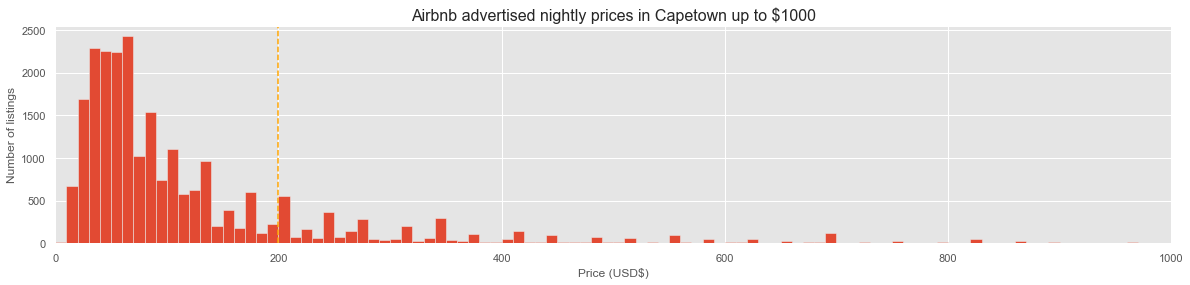 Airbnb advertised nightly prices in Capetown up to $1000
2500
2000
1500
1000
500
0
Number of listings
0 200 400 600 800 1000
Price (USD$)